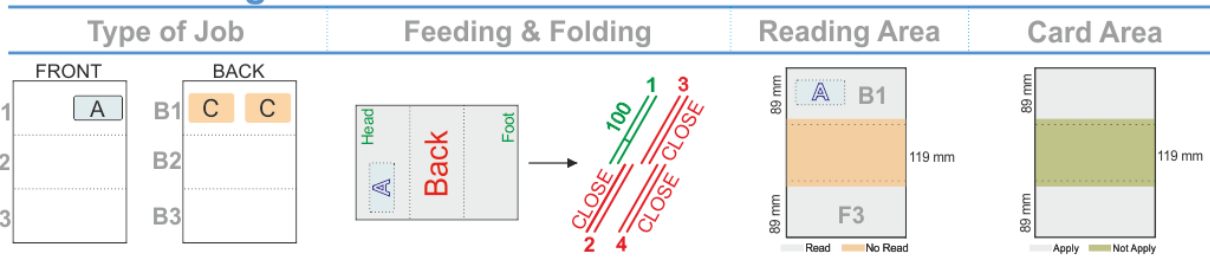 Type of Job
Feeding & Folding
Reading Area
Card Area
FRONT
BACK
1
A
2
3
B1
C
C
B2
B3
Head
A
Back
Foot
1
100
3
CLOSE
CLOSE
2
CLOSE
4
89 mm
A
B1
119 mm
89 mm
F3
Read
No Read
89 mm
119 mm
89 mm
Apply
Not Apply